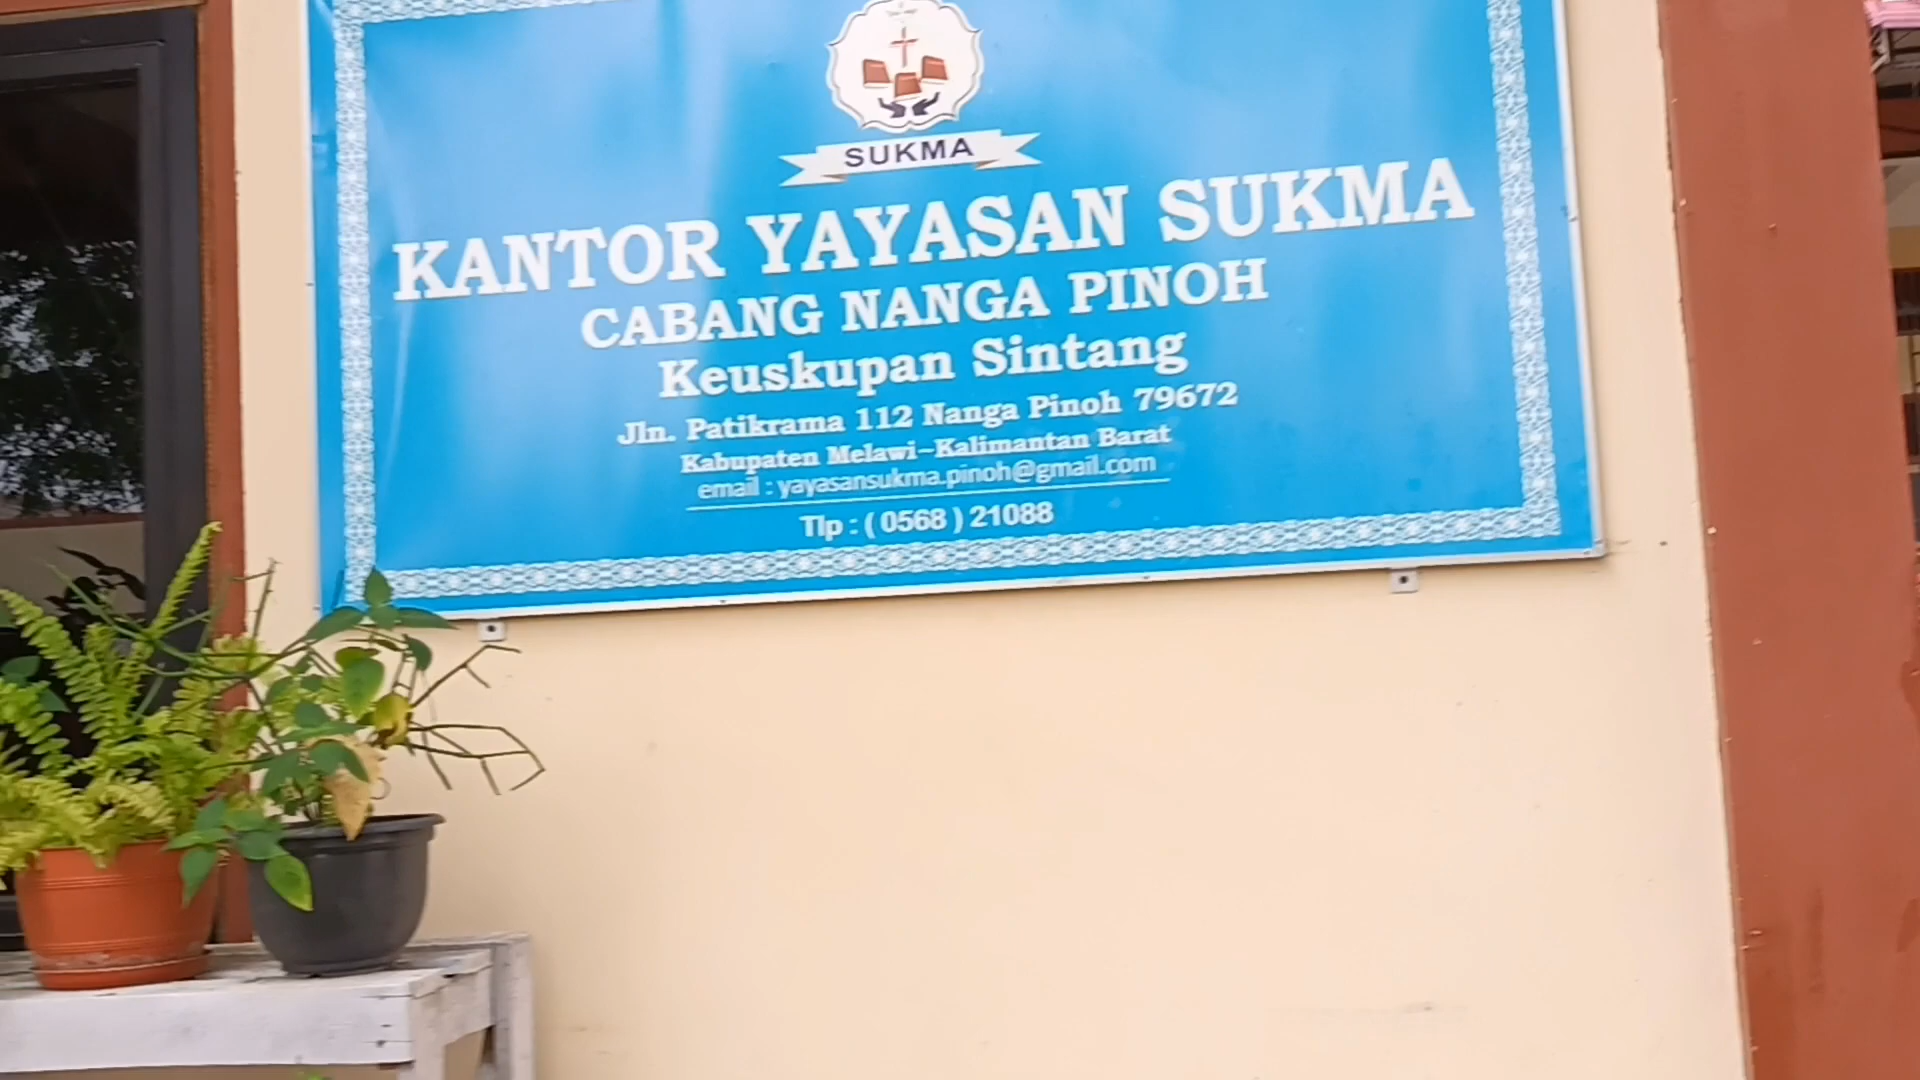 SUKMA
KANTOR YAYASAN SUKMA
CABANG NANGA PINOH
Keuskupan Sintang
Jln. Patikrama 112 Nanga Pinoh 79672
Kabupaten Melawi-Kalimantan Barat
email : yayasansukma.pinoh@gmail.com
Tlp : ( 0568 ) 21088